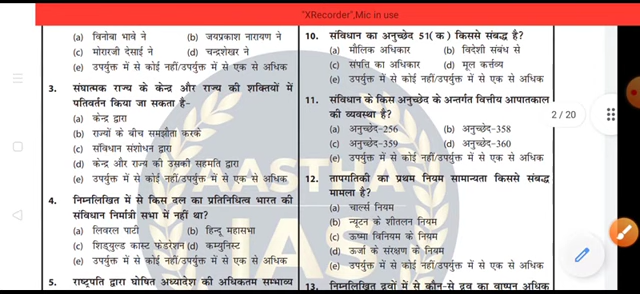 "XRecorder",Mic in use
(a) विनोबा भावे ने (b) जयप्रकाश नारायण ने
(c) मोरारजी देसाई ने (d) चन्द्रशेखर ने
(e) उपर्युक्त में से कोई नहीं/उपर्युक्त में से एक से अधिक
3. संघात्मक राज्य के केन्द्र और राज्य की शक्तियों में
परिवर्तन किया जा सकता है-
(a) केन्द्र द्वारा
(b) राज्यों के बीच समझौता करके
(c) संविधान संशोधन द्वारा
(d) केन्द्र और राज्य की उसकी सहमति द्वारा
(e) उपर्युक्त में से कोई नहीं/उपर्युक्त में से एक से अधिक
4. निम्नलिखित में से किस दल का प्रतिनिधित्व भारत की
संविधान निर्मात्री सभा में नहीं था?
(a) लिबरल पार्टी (b) हिन्दू महासभा
(c) शिड्यूल्ड कास्ट फेडरेशन (d) कम्युनिस्ट
(e) उपर्युक्त में से कोई नहीं/उपर्युक्त में से एक से अधिक
5. राष्ट्रपति द्वारा घोषित अध्यादेश की अधिकतम सम्भाव्य
10. संविधान का अनुच्छेद 51(क) किससे संबद्ध है?
(a) मौलिक अधिकार (b) विदेशी संबंध से
(c) संपत्ति का अधिकार (d) मूल कर्त्तव्य
(e) उपर्युक्त में से कोई नहीं/उपर्युक्त में से एक से अधिक
11. संविधान के किस अनुच्छेद के अन्तर्गत वित्तीय आपातकाल
की व्यवस्था है?
(a) अनुच्छेद-256 (b) अनुच्छेद-358
(c) अनुच्छेद-359 (d) अनुच्छेद-360
(e) उपर्युक्त में से कोई नहीं/उपर्युक्त में से एक से अधिक
12. तापगतिकी का प्रथम नियम सामान्यता किससे संबद्ध
मामला है?
(a) चार्ल्स नियम
(b) न्यूटन के शीतलन नियम
(c) ऊष्मा विनियम के नियम
(d) ऊर्जा के संरक्षण के नियम
(e) उपर्युक्त में से कोई नहीं/उपर्युक्त में से एक से अधिक
13. निम्नलिखित द्रवों में से कौन-से द्रव का वाष्पन अधिक
2 / 20
AASTHA
IAS